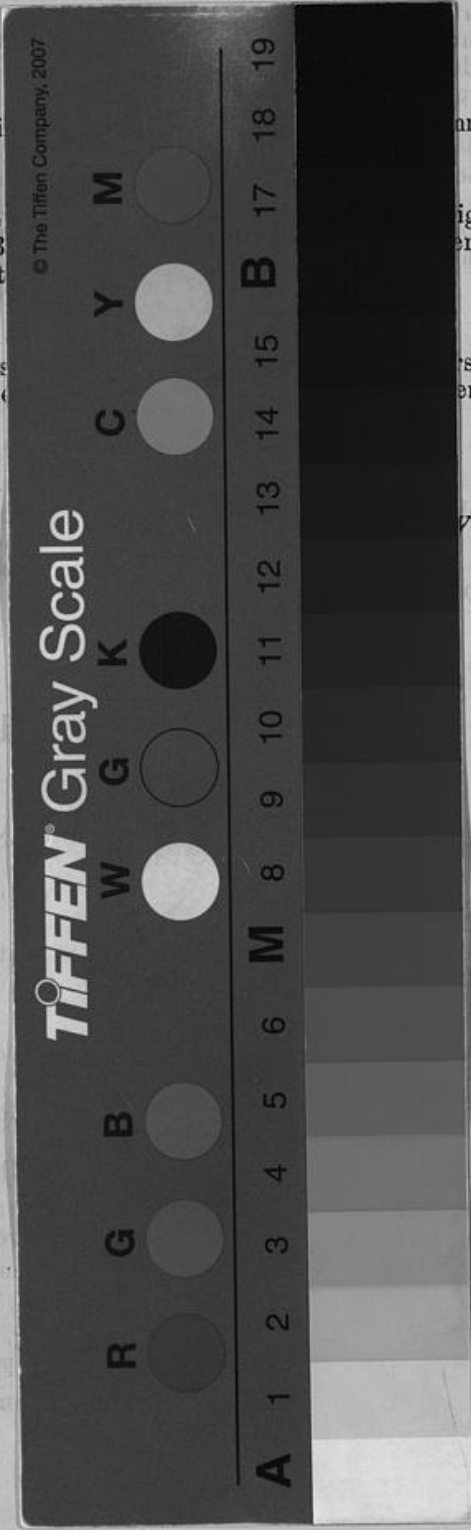 © The Tiffen Company, 2007
TIFFEN® Gray Scale
R G B W G K C Y M
A 1 2 3 4 5 6 M 8 9 10 11 12 13 14 15 B 17 18 19